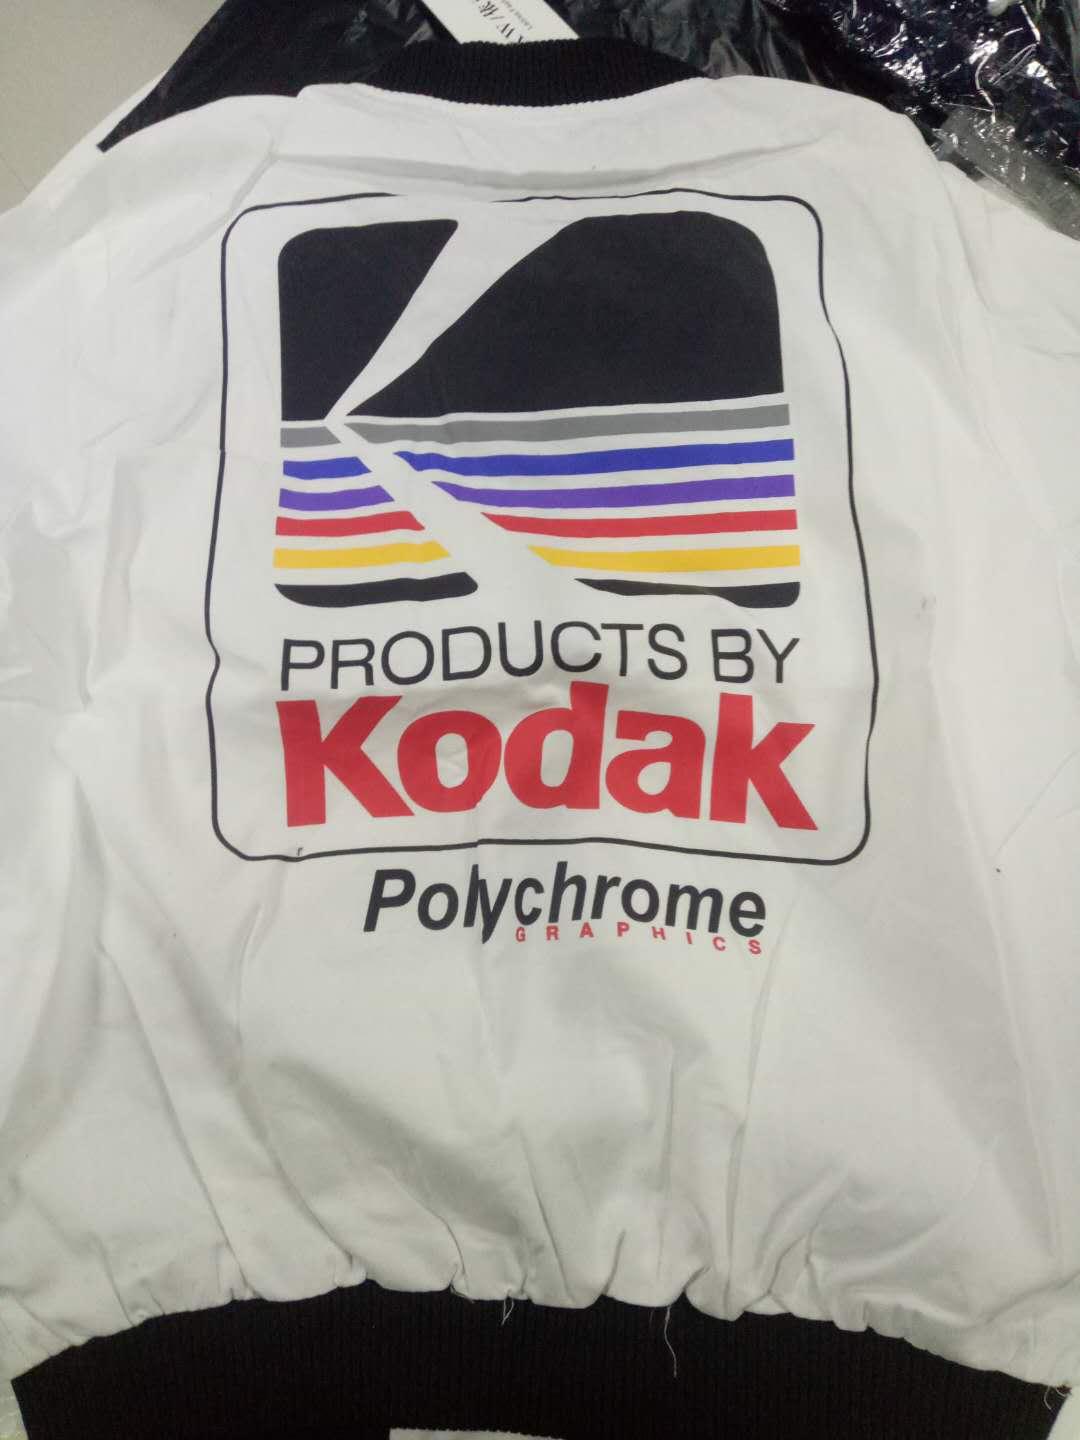 PRODUCTS BY
Kodak
Polychrome
GRAPHICS